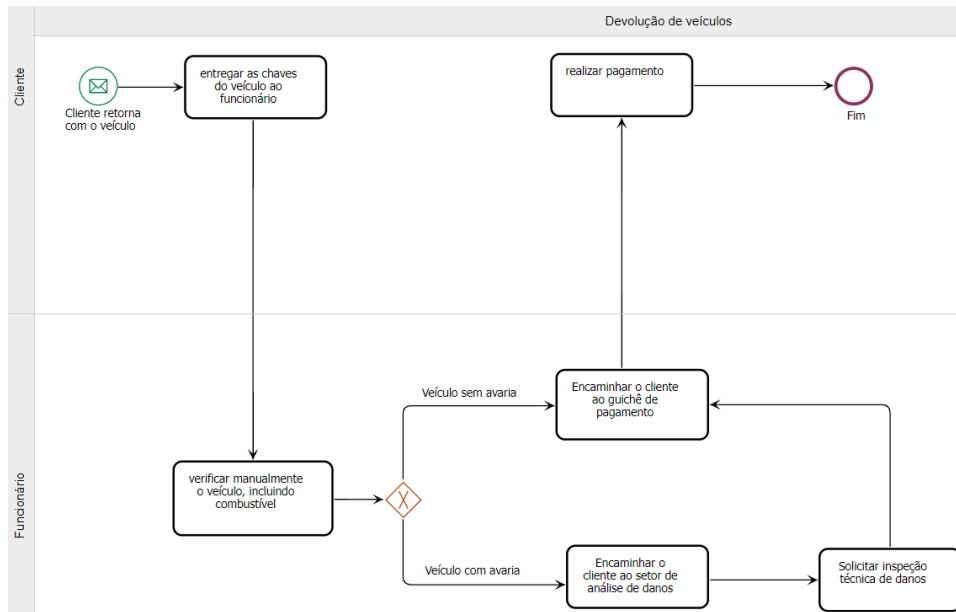 Devolução de veículos
Cliente
Cliente retorna
com o veículo
entregar as chaves
do veículo ao
funcionário
realizar pagamento
Fim
Funcionário
verificar manualmente
o veículo, incluindo
combustível
X
Veículo sem avaria
Encaminhar o cliente
ao guichê de
pagamento
Veículo com avaria
Encaminhar o
cliente ao setor de
análise de danos
Solicitar inspeção
técnica de danos